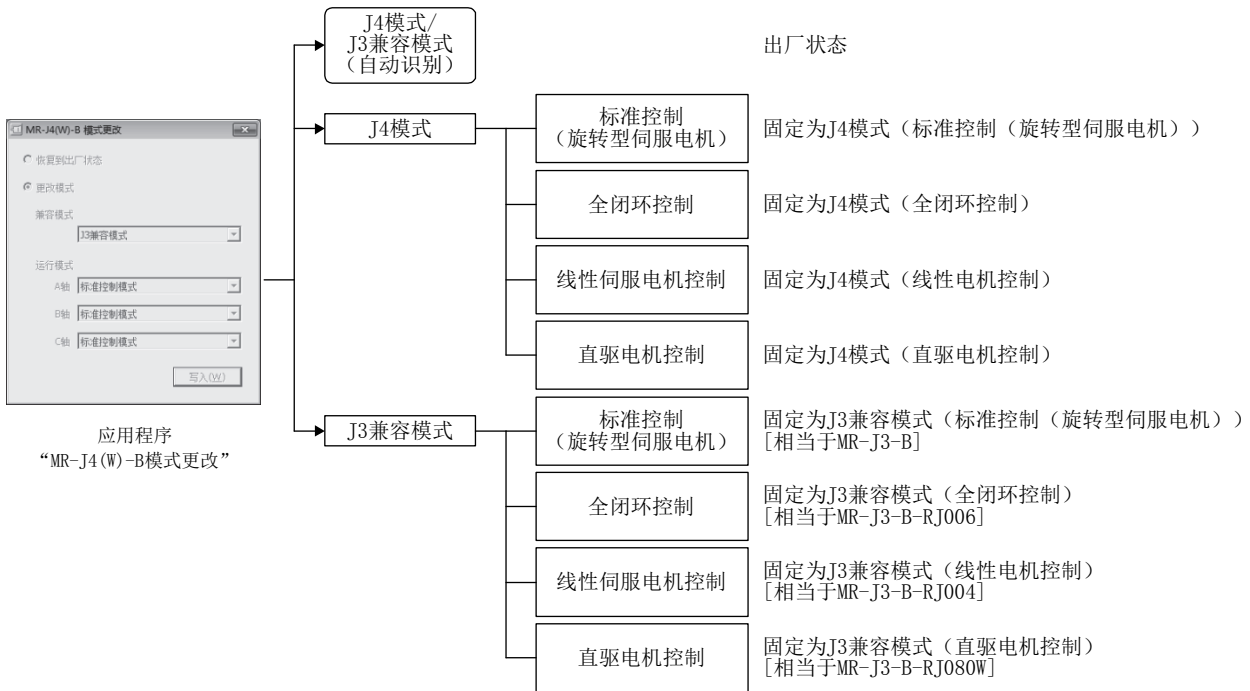 J4模式/
J3兼容模式
（自动识别）
出厂状态
MR-J4(W)-B 模式更改
恢复到出厂状态
更改模式
兼容模式
J3兼容模式
运行模式
A轴 标准控制模式
B轴 标准控制模式
C轴 标准控制模式
写入(W)
应用程序
“MR-J4(W)-B模式更改”
J4模式
标准控制
（旋转型伺服电机）
固定为J4模式（标准控制（旋转型伺服电机））
全闭环控制
固定为J4模式（全闭环控制）
线性伺服电机控制
固定为J4模式（线性电机控制）
直驱电机控制
固定为J4模式（直驱电机控制）
J3兼容模式
标准控制
（旋转型伺服电机）
固定为J3兼容模式（标准控制（旋转型伺服电机））
[相当于MR-J3-B]
全闭环控制
固定为J3兼容模式（全闭环控制）
[相当于MR-J3-B-RJ006]
线性伺服电机控制
固定为J3兼容模式（线性电机控制）
[相当于MR-J3-B-RJ004]
直驱电机控制
固定为J3兼容模式（直驱电机控制）
[相当于MR-J3-B-RJ080W]